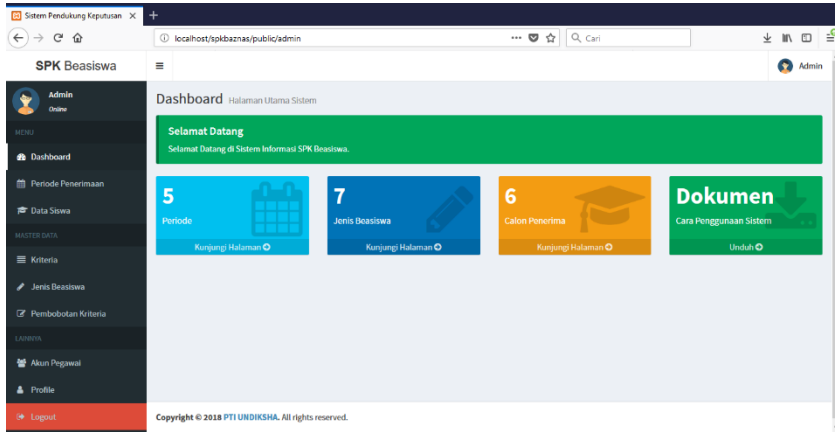 Sistem Pendukung Keputusan
localhost/spkbaznas/public/admin
Cari
SPK Beasiswa
Admin
Admin
Online
Dashboard Halaman Utama Sistem
MENU
Dashboard
Periode Penerimaan
Data Siswa
MASTER DATA
Kriteria
Jenis Beasiswa
Pembobotan Kriteria
LAINNYA
Akun Pegawai
Profile
Logout
Selamat Datang
Selamat Datang di Sistem Informasi SPK Beasiswa.
5
Periode
Kunjungi Halaman
7
Jenis Beasiswa
Kunjungi Halaman
6
Calon Penerima
Kunjungi Halaman
Dokumen
Cara Penggunaan Sistem
Unduh
Copyright © 2018 PTI UNDIKSHA. All rights reserved.